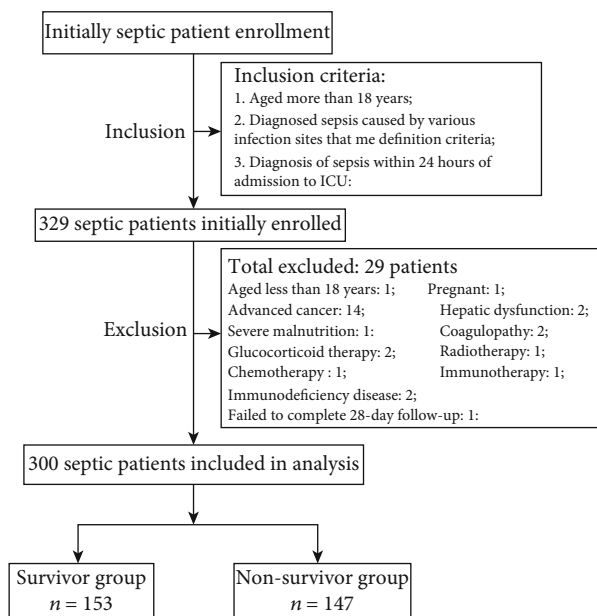 Initially septic patient enrollment
Inclusion criteria:
1. Aged more than 18 years;
2. Diagnosed sepsis caused by various
infection sites that me definition criteria;
3. Diagnosis of sepsis within 24 hours of
admission to ICU:
Inclusion
329 septic patients initially enrolled
Total excluded: 29 patients
Aged less than 18 years: 1; Pregnant: 1;
Advanced cancer: 14; Hepatic dysfunction: 2;
Severe malnutrition: 1: Coagulopathy: 2;
Glucocorticoid therapy: 2; Radiotherapy: 1;
Chemotherapy : 1; Immunotherapy: 1;
Immunodeficiency disease: 2;
Failed to complete 28-day follow-up: 1:
Exclusion
300 septic patients included in analysis
Survivor group
n = 153
Non-survivor group
n = 147